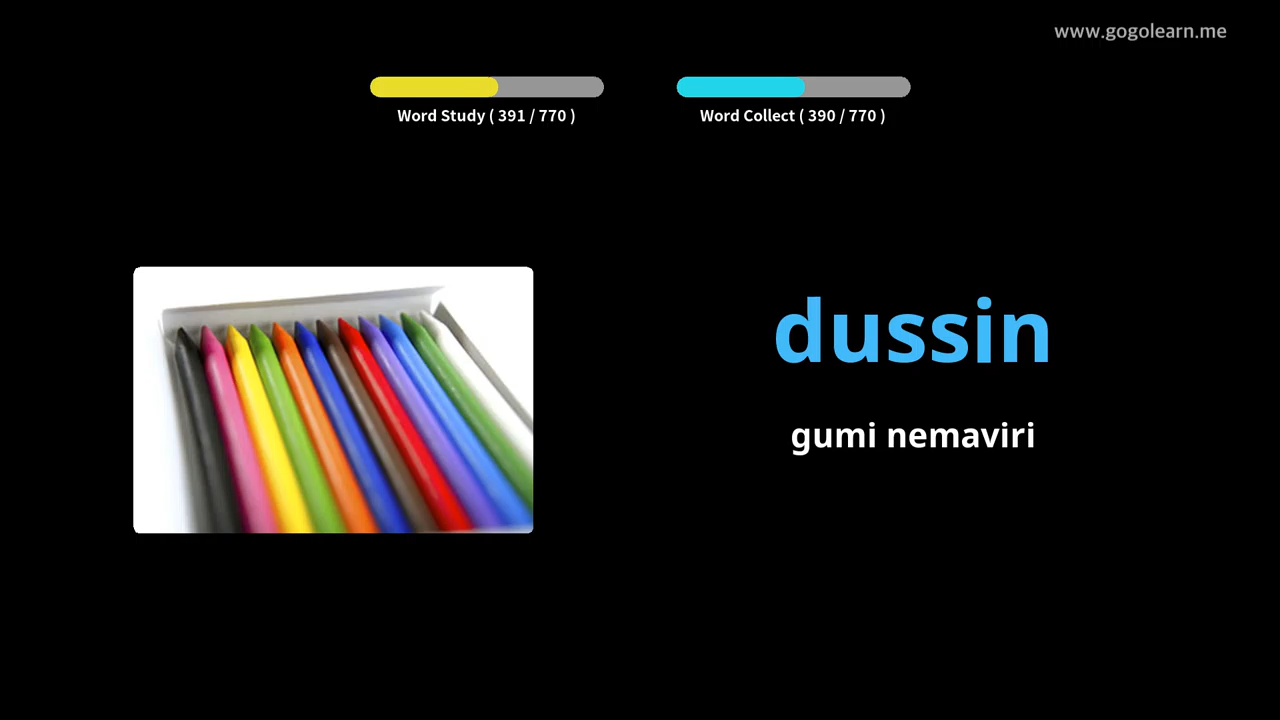 www.gogolearn.me
Word Study ( 391 / 770 )
Word Collect ( 390 / 770 )
dussin
gumi nemaviri